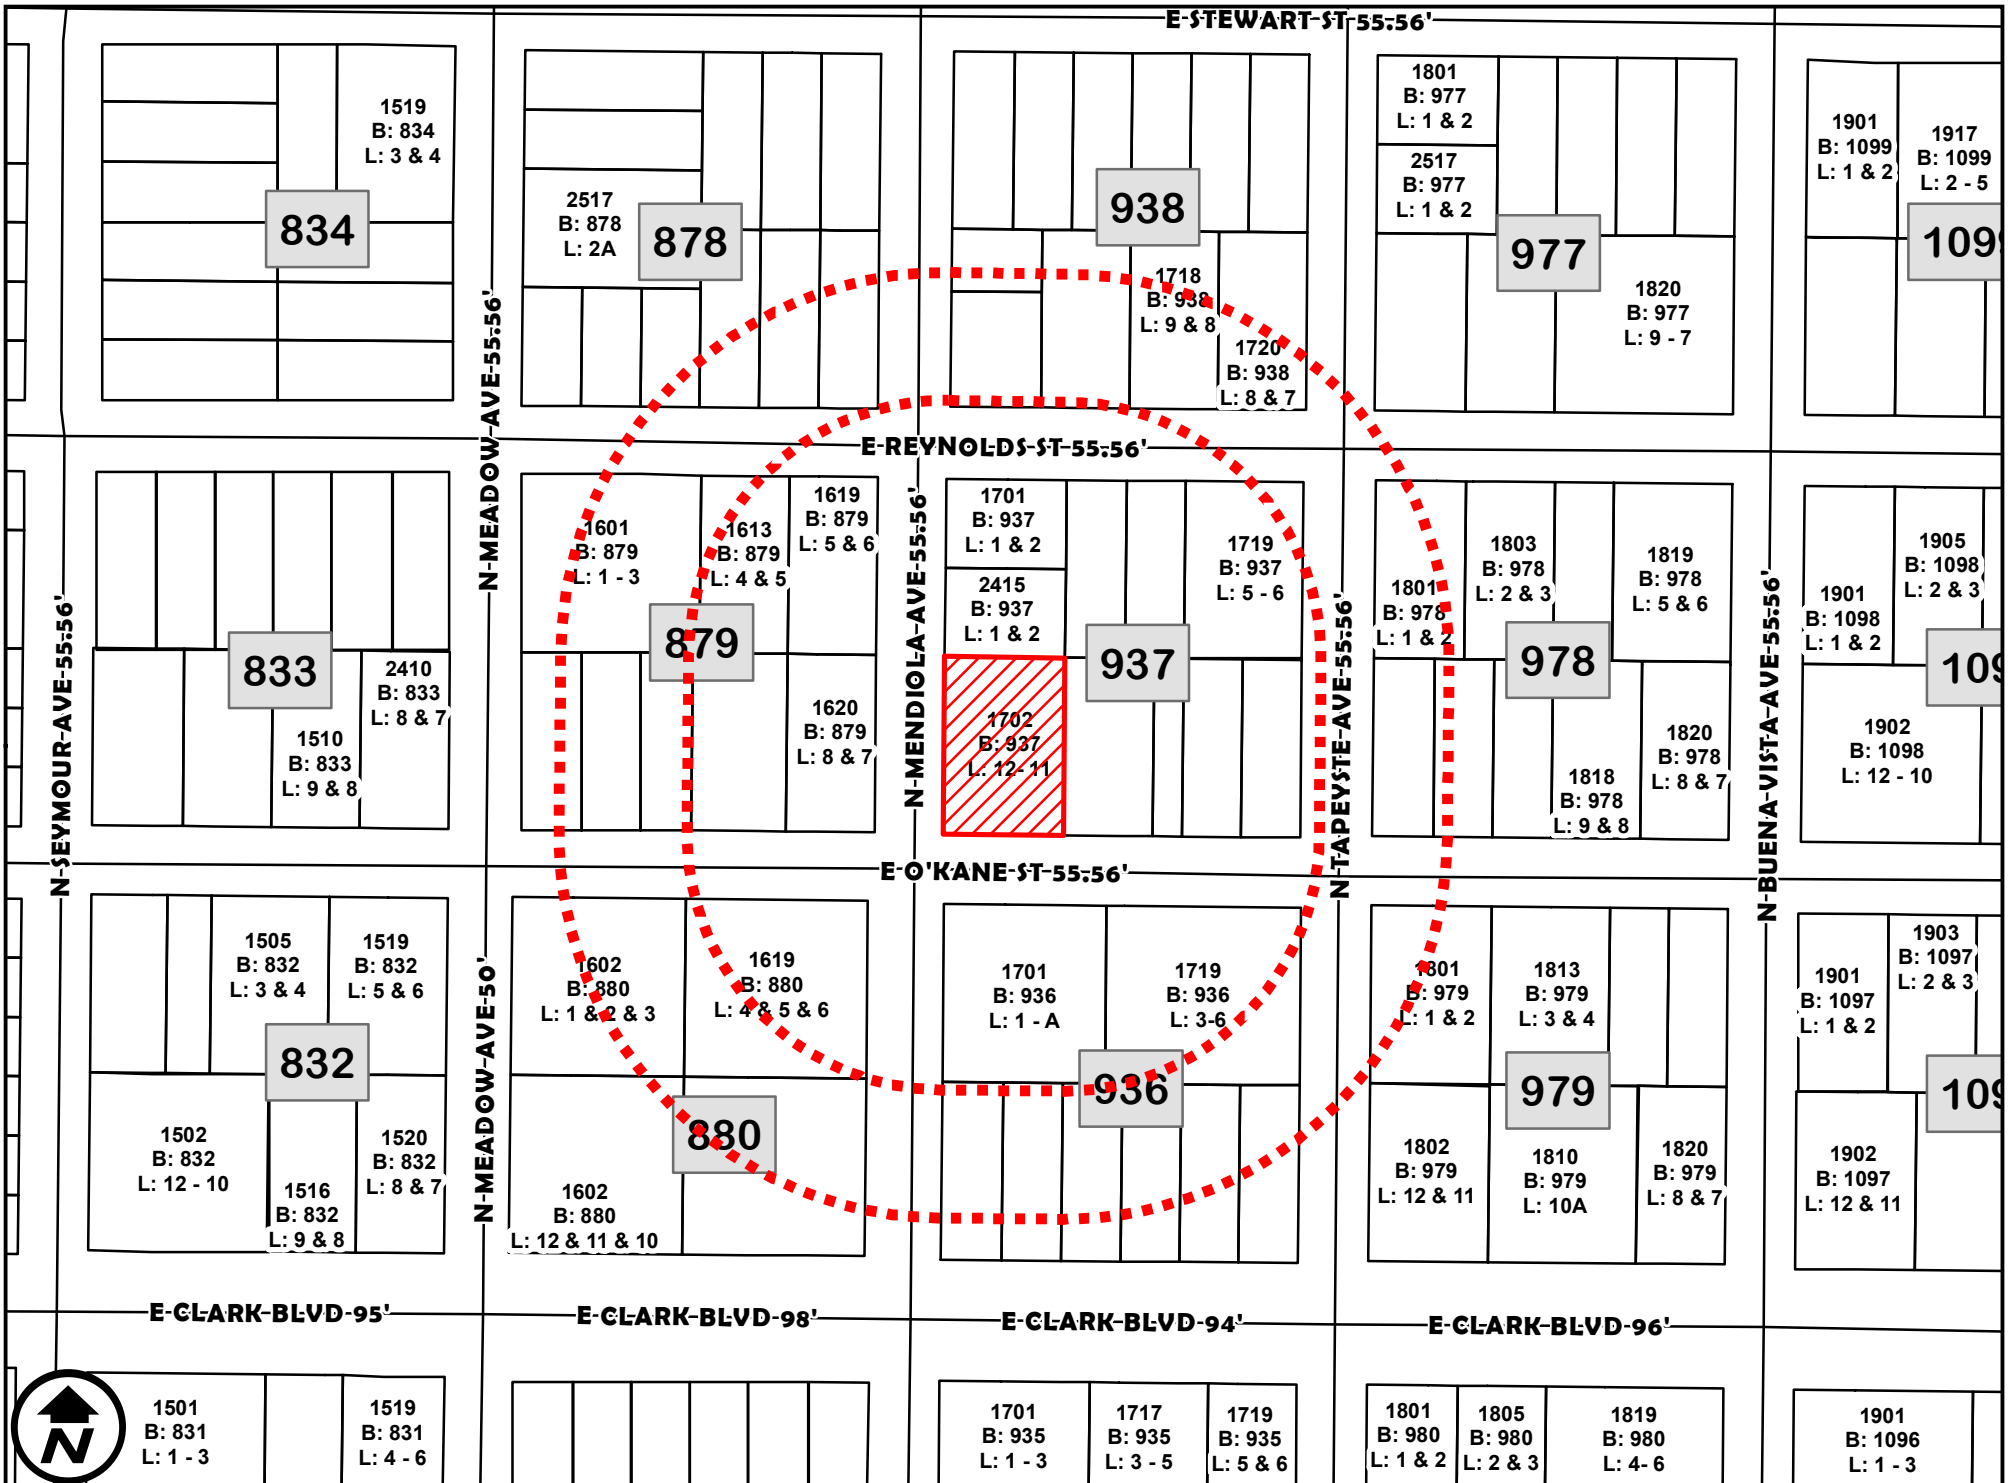 E STEWART ST 55.56'
1519
B: 834
L: 3 & 4
834
2517
B: 878
L: 2A
878
938
1718
B: 938
L: 9 & 8
1720
B: 938
L: 8 & 7
1801
B: 977
L: 1 & 2
2517
B: 977
L: 1 & 2
977
1820
B: 977
L: 9 - 7
1901
B: 1099
L: 1 & 2
1917
B: 1099
L: 2 - 5
109
N SEYMOUR AVE 55.56'
N MEADOW AVE 55.56'
E REYNOLDS ST 55.56'
N MENDIOLA AVE 55.56'
N TAPEYSTE AVE 55.56'
N BUENA VISTA AVE 55.56'
833
2410
B: 833
L: 8 & 7
1510
B: 833
L: 9 & 8
1601
B: 879
L: 1 - 3
1613
B: 879
L: 4 & 5
1619
B: 879
L: 5 & 6
879
1620
B: 879
L: 8 & 7
1701
B: 937
L: 1 & 2
2415
B: 937
L: 1 & 2
1719
B: 937
L: 5 - 6
937
1702
B: 937
L: 12- 11
1801
B: 978
L: 1 & 2
1803
B: 978
L: 2 & 3
1819
B: 978
L: 5 & 6
978
1818
B: 978
L: 9 & 8
1820
B: 978
L: 8 & 7
1901
B: 1098
L: 1 & 2
1905
B: 1098
L: 2 & 3
109
1902
B: 1098
L: 12 - 10
E O'KANE ST 55.56'
N MEADOW AVE 50'
1505
B: 832
L: 3 & 4
1519
B: 832
L: 5 & 6
832
1502
B: 832
L: 12 - 10
1516
B: 832
L: 9 & 8
1520
B: 832
L: 8 & 7
1602
B: 880
L: 1 & 2 & 3
1619
B: 880
L: 4 & 5 & 6
880
1602
B: 880
L: 12 & 11 & 10
1701
B: 936
L: 1 - A
1719
B: 936
L: 3-6
936
1801
B: 979
L: 1 & 2
1813
B: 979
L: 3 & 4
979
1802
B: 979
L: 12 & 11
1810
B: 979
L: 10A
1820
B: 979
L: 8 & 7
1901
B: 1097
L: 1 & 2
1903
B: 1097
L: 2 & 3
109
1902
B: 1097
L: 12 & 11
E CLARK BLVD 95'
E CLARK BLVD 98'
E CLARK BLVD 94'
E CLARK BLVD 96'
N
1501
B: 831
L: 1 - 3
1519
B: 831
L: 4 - 6
1701
B: 935
L: 1 - 3
1717
B: 935
L: 3 - 5
1719
B: 935
L: 5 & 6
1801
B: 980
L: 1 & 2
1805
B: 980
L: 2 & 3
1819
B: 980
L: 4- 6
1901
B: 1096
L: 1 - 3